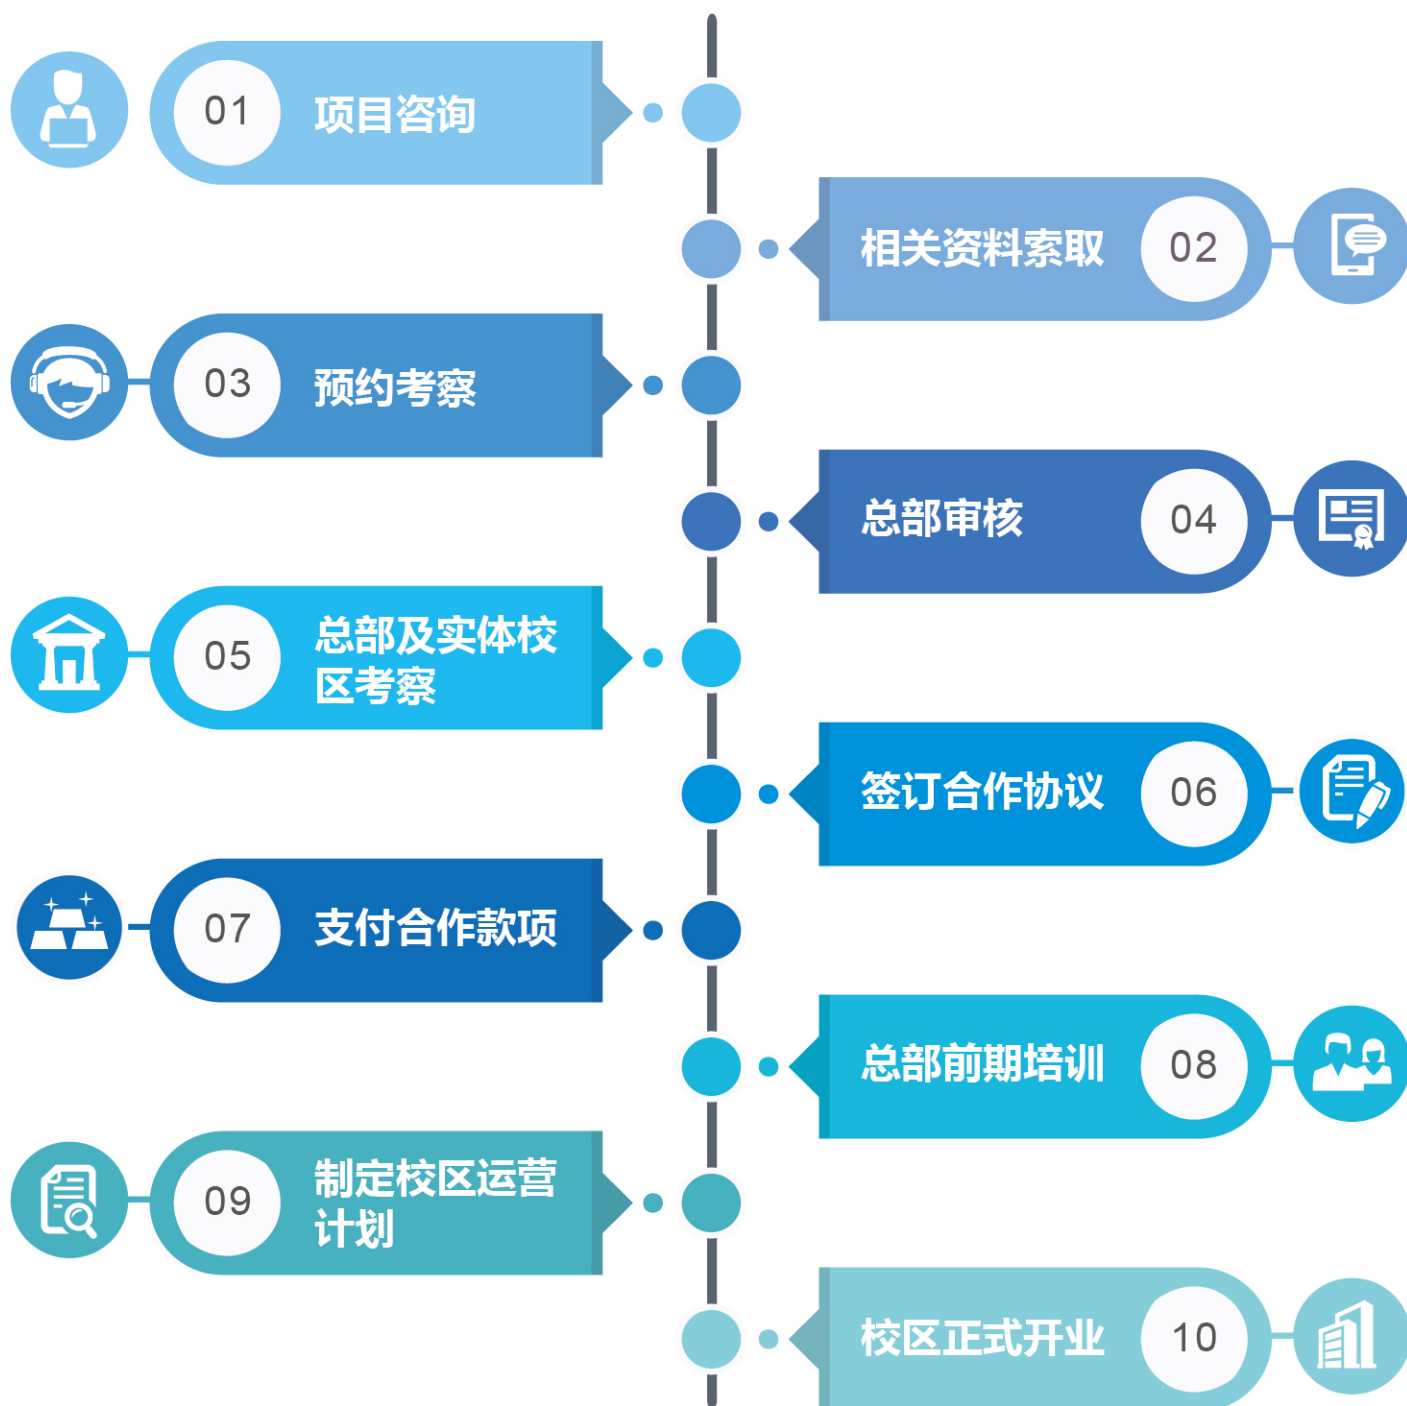 01
项目咨询
相关资料索取
02
03
预约考察
总部审核
04
05
总部及实体校
区考察
签订合作协议
06
07
支付合作款项
总部前期培训
08
09
制定校区运营
计划
校区正式开业
10